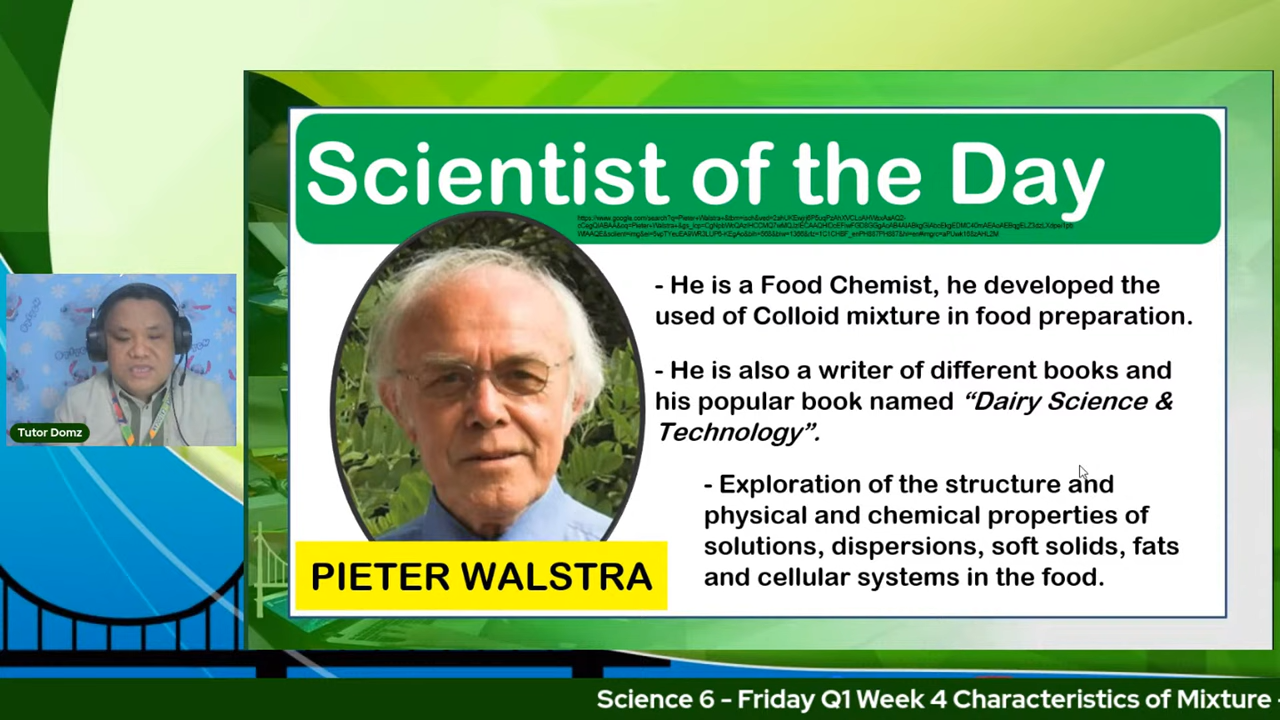 Scientist of the Day
- He is a Food Chemist, he developed the
used of Colloid mixture in food preparation.
- He is also a writer of different books and
his popular book named “Dairy Science &
Technology”.
- Exploration of the structure and
physical and chemical properties of
solutions, dispersions, soft solids, fats
and cellular systems in the food.
PIETER WALSTRA
Tutor Domz
Science 6 - Friday Q1 Week 4 Characteristics of Mixture